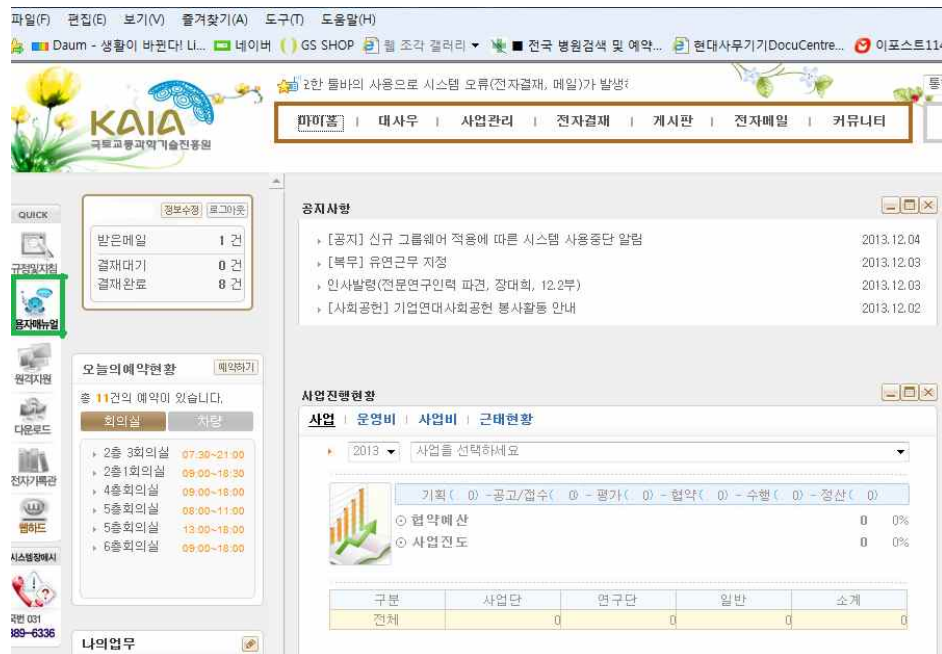 파일(F) 편집(E) 보기(V) 즐겨찾기(A) 도구(T) 도움말(H)
Daum - 생활이 바뀐다! Li... 네이버 GS SHOP 웹 조각 갤러리 전국 병원검색 및 예약... 현대사무기기DocuCentre... 이포스트114
한 툴바의 사용으로 시스템 오류(전자결재, 메일)가 발생
KAIA
국토교통과학기술진흥원
마이홈 | 대사우 | 사업관리 | 전자결재 | 게시판 | 전자메일 | 커뮤니티
QUICK
규정및지침
용자매뉴얼
원격지원
다운로드
전자기록관
웹하드
시스템장애시
국번 031
389-6336
정보수정 로그아웃
받은메일 1 건
결재대기 0 건
결재완료 8 건
오늘의예약현황 예약하기
총 11건의 예약이 있습니다.
회의실 차량
2층 3회의실 07:30~21:00
2층1회의실 09:00~18:30
4층회의실 09:00~18:00
5층회의실 08:00~11:00
5층회의실 13:00~18:00
6층회의실 09:00~18:00
나의업무
공지사항
[공지] 신규 그룹웨어 적용에 따른 시스템 사용중단 알림 2013.12.04
[복무] 유연근무 지정 2013.12.03
인사발령(전문연구인력 파견, 장대희, 12.2부) 2013.12.03
[사회공헌] 기업연대사회공헌 봉사활동 안내 2013.12.02
사업진행현황
사업 | 운영비 | 사업비 | 근태현황
2013 사업을 선택하세요
기획( 0) -공고/접수( 0) - 평가( 0) - 협약( 0) - 수행( 0) - 정산( 0)
협약예산 0 0%
사업진도 0 0%
구분 사업단 연구단 일반 소계
전체 0 0 0 0